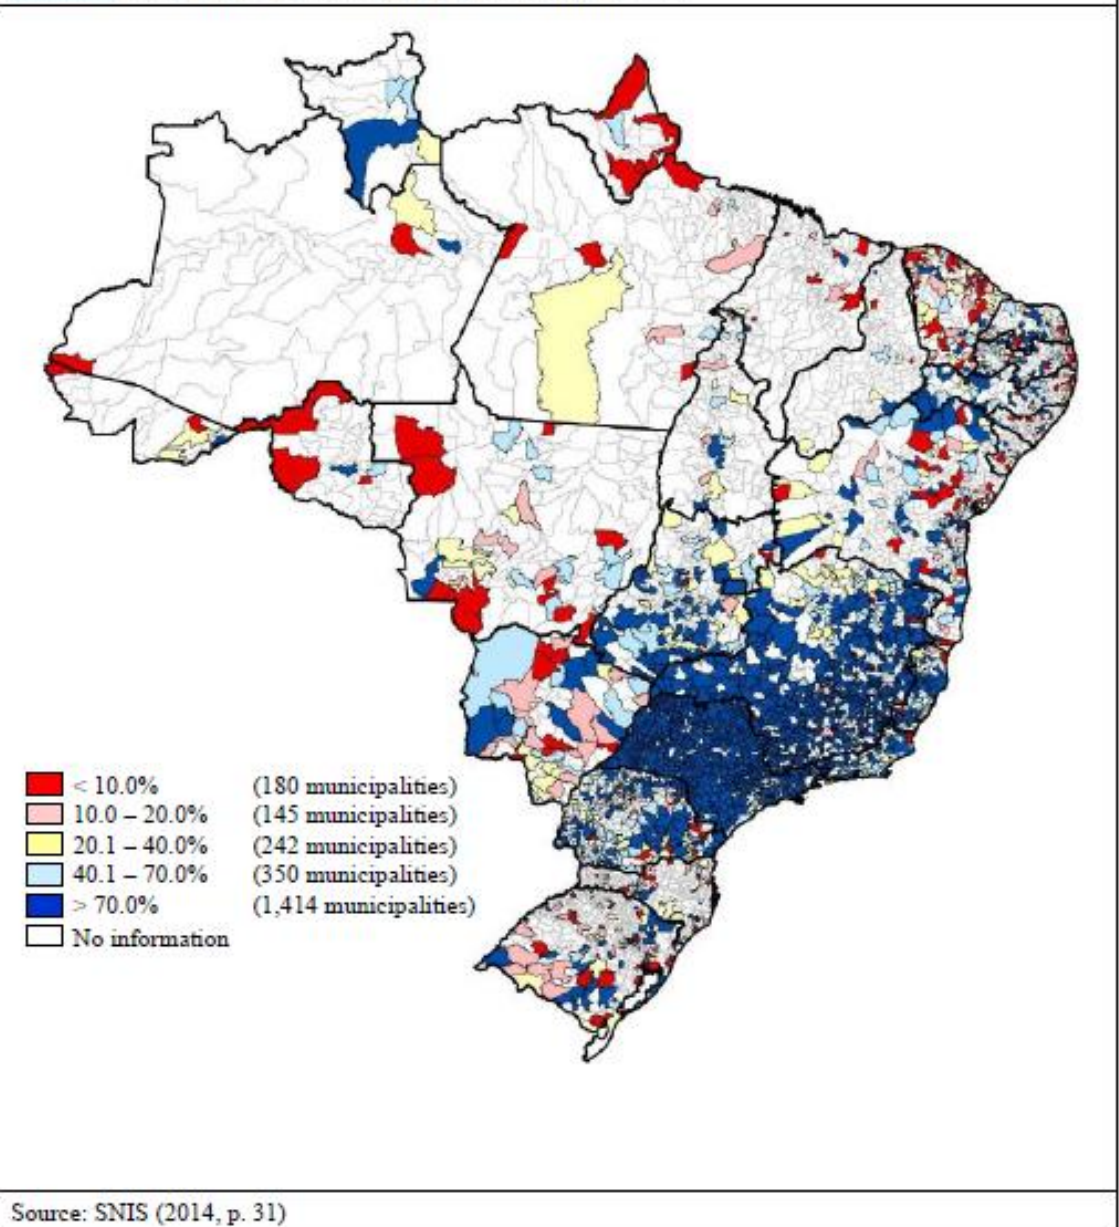 < 10.0% (180 municipalities)
10.0 – 20.0% (145 municipalities)
20.1 – 40.0% (242 municipalities)
40.1 – 70.0% (350 municipalities)
> 70.0% (1,414 municipalities)
No information
Source: SNIS (2014, p. 31)